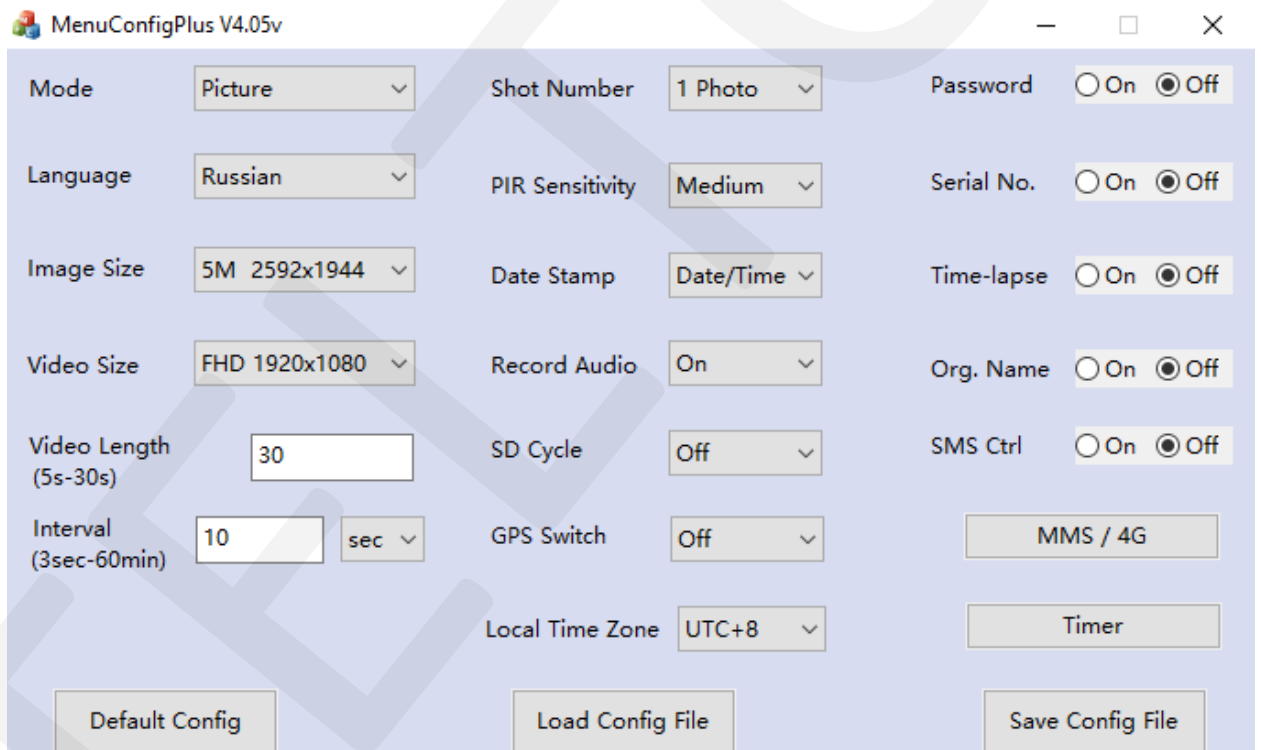 MenuConfigPlus V4.05v
Mode Picture Shot Number 1 Photo Password On Off
Language Russian PIR Sensitivity Medium Serial No. On Off
Image Size 5M 2592x1944 Date Stamp Date/Time Time-lapse On Off
Video Size FHD 1920x1080 Record Audio On Org. Name On Off
Video Length
(5s-30s) 30 SD Cycle Off SMS Ctrl On Off
Interval
(3sec-60min) 10 sec GPS Switch Off MMS / 4G
Local Time Zone UTC+8 Timer
Default Config Load Config File Save Config File